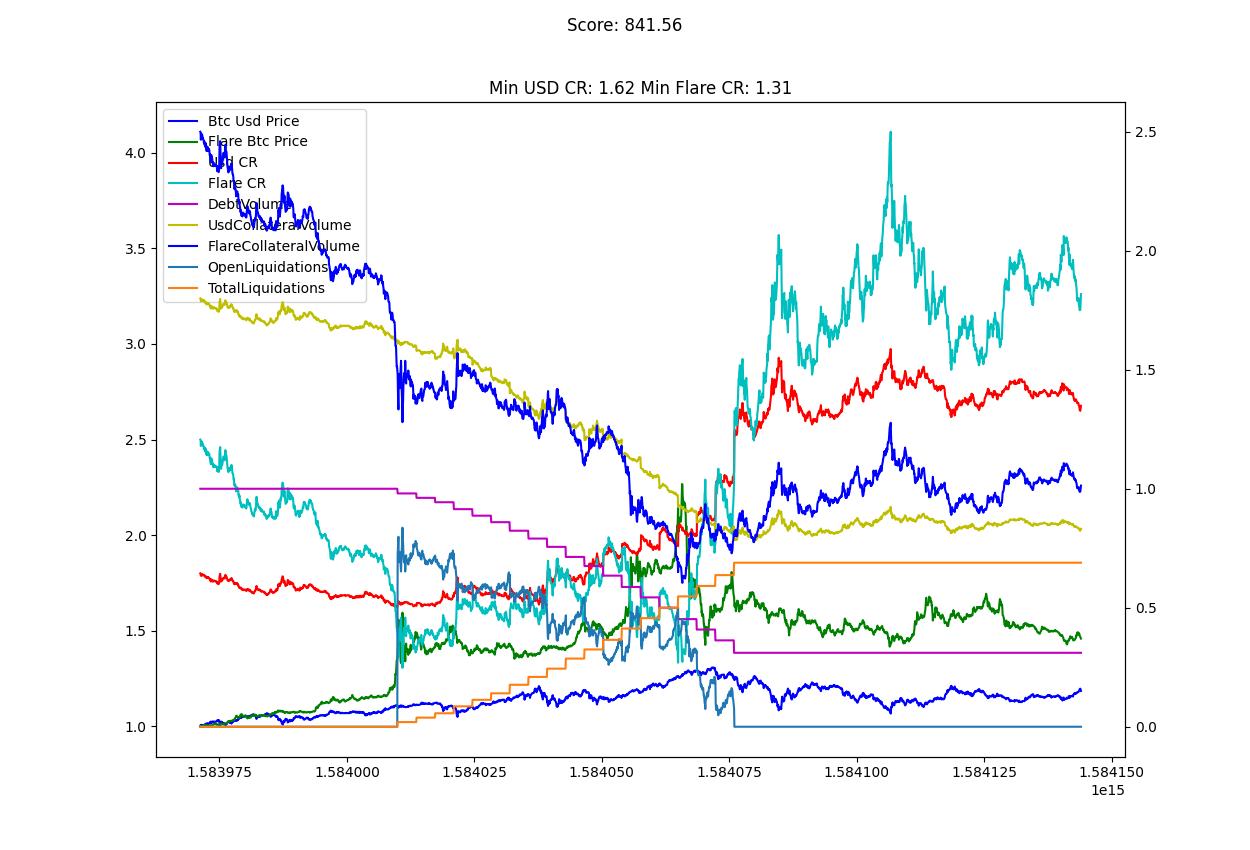 Score: 841.56
Min USD CR: 1.62 Min Flare CR: 1.31
Btc Usd Price
Flare Btc Price
Usd CR
Flare CR
DebtVolume
UsdCollateralVolume
FlareCollateralVolume
OpenLiquidations
TotalLiquidations
4.0
3.5
3.0
2.5
2.0
1.5
1.0
2.5
2.0
1.5
1.0
0.5
0.0
1.583975 1.584000 1.584025 1.584050 1.584075 1.584100 1.584125 1.584150
1e15